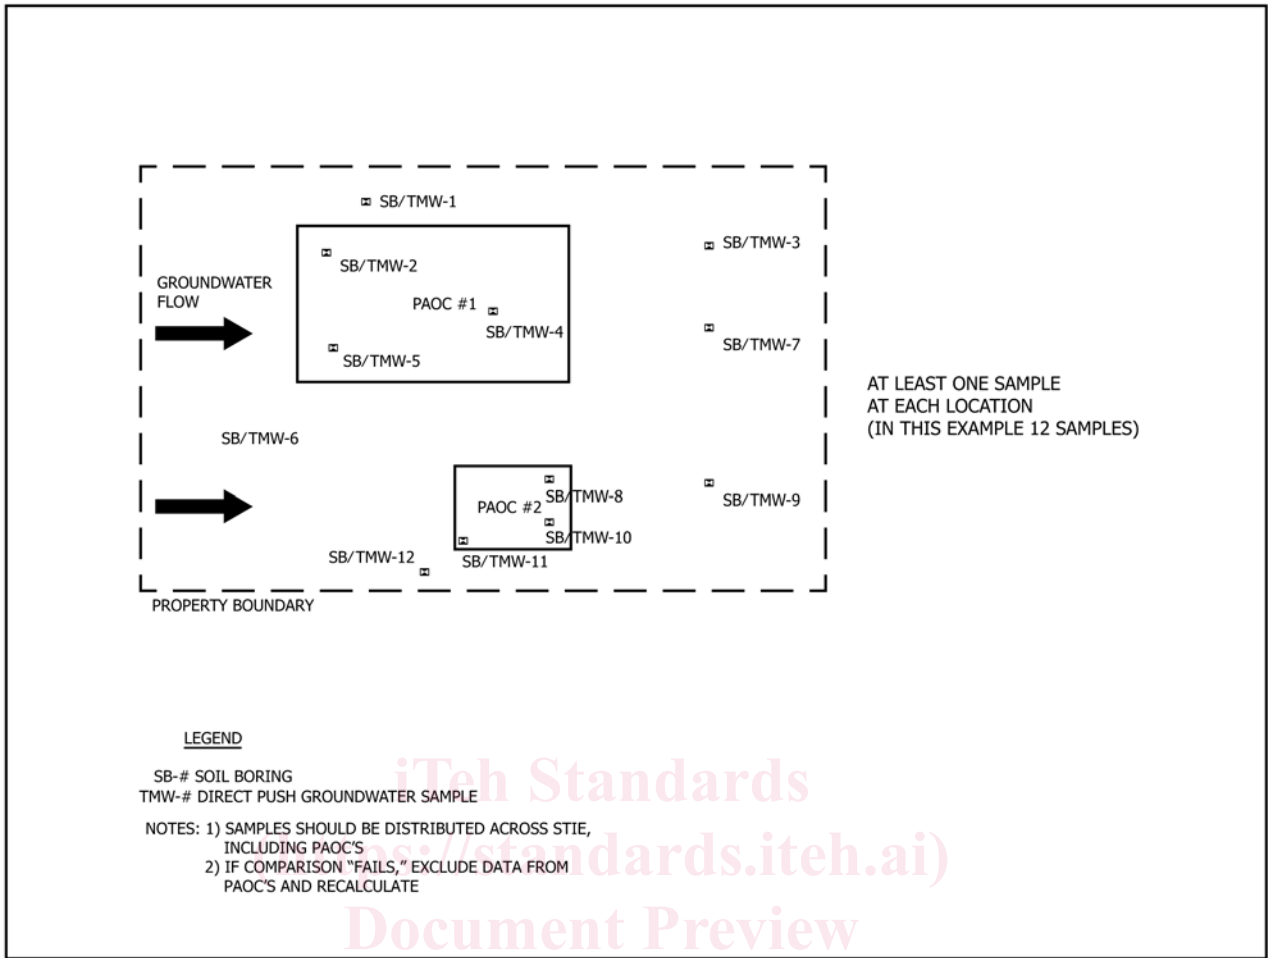 SB/TMW-1
SB/TMW-3
SB/TMW-2
GROUNDWATER
FLOW
PAOC #1
SB/TMW-4
SB/TMW-7
SB/TMW-5
AT LEAST ONE SAMPLE
AT EACH LOCATION
(IN THIS EXAMPLE 12 SAMPLES)
SB/TMW-6
SB/TMW-8
SB/TMW-9
PAOC #2
SB/TMW-10
SB/TMW-12
SB/TMW-11
PROPERTY BOUNDARY
LEGEND
SB-# SOIL BORING
TMW-# DIRECT PUSH GROUNDWATER SAMPLE
NOTES: 1) SAMPLES SHOULD BE DISTRIBUTED ACROSS STIE,
INCLUDING PAOC'S
2) IF COMPARISON "FAILS," EXCLUDE DATA FROM
PAOC'S AND RECALCULATE
iTeh Standards
(https://standards.iteh.ai)
Document Preview